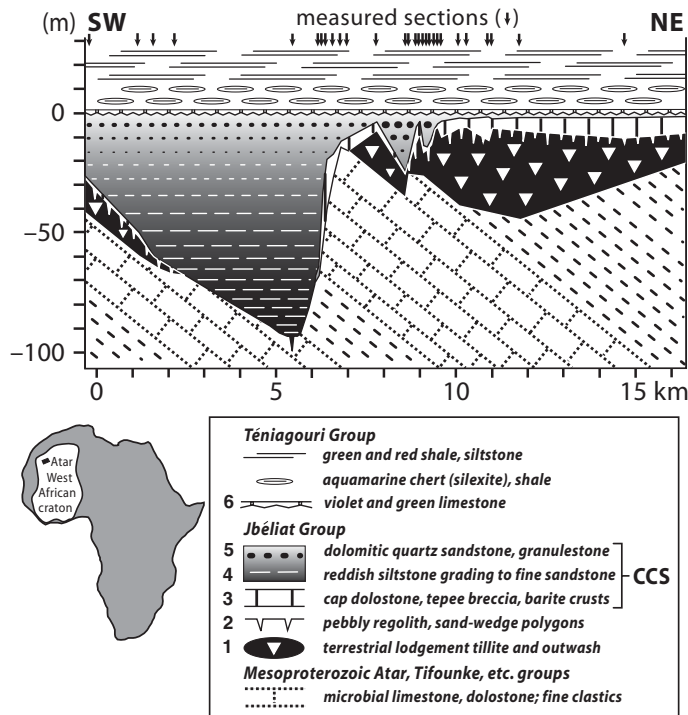 (m) SW measured sections (↓) NE
0
−50
−100
0 5 10 15 km
Atar
West
African
craton
Téniagouri Group
green and red shale, siltstone
aquamarine chert (silexite), shale
6 violet and green limestone
Jbéliat Group
5 dolomitic quartz sandstone, granulestone
4 reddish siltstone grading to fine sandstone CCS
3 cap dolostone, tepee breccia, barite crusts
2 pebbly regolith, sand-wedge polygons
1 terrestrial lodgement tillite and outwash
Mesoproterozoic Atar, Tifounke, etc. groups
microbial limestone, dolostone; fine clastics